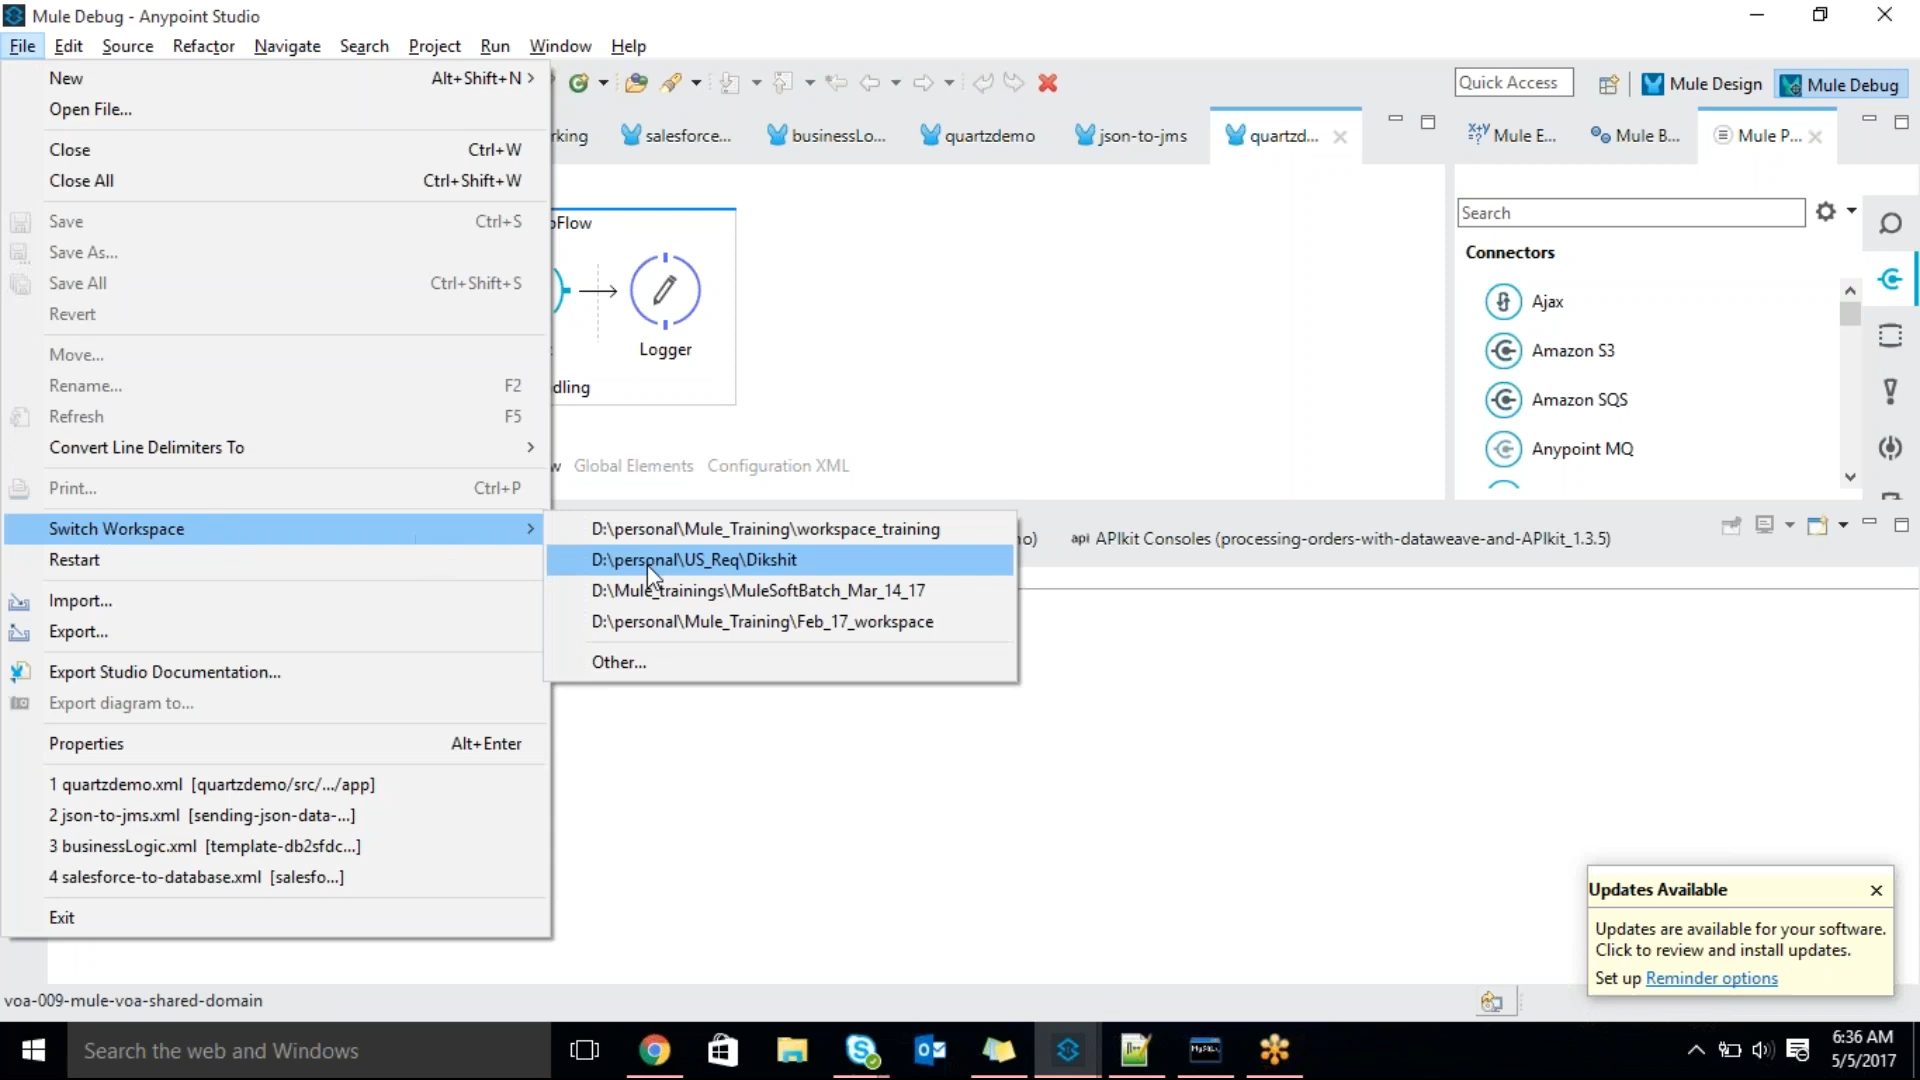 Mule Debug - Anypoint Studio
File Edit Source Refactor Navigate Search Project Run Window Help
New Alt+Shift+N >
Open File...
Close Ctrl+W
Close All Ctrl+Shift+W
Save Ctrl+S
Save As...
Save All Ctrl+Shift+S
Revert
Move...
Rename... F2
Refresh F5
Convert Line Delimiters To >
Print... Ctrl+P
Switch Workspace >
Restart
Import...
Export...
Export Studio Documentation...
Export diagram to...
Properties Alt+Enter
1 quartzdemo.xml [quartzdemo/src/.../app]
2 json-to-jms.xml [sending-json-data-...]
3 businessLogic.xml [template-db2sfdc...]
4 salesforce-to-database.xml [salesfo...]
Exit
D:\personal\Mule_Training\workspace_training
D:\personal\US_Req\Dikshit
D:\Mule_trainings\MuleSoftBatch_Mar_14_17
D:\personal\Mule_Training\Feb_17_workspace
Other...
Quick Access Mule Design Mule Debug
rking salesforce... businessLo... quartzdemo json-to-jms quartzd...
Mule E... Mule B... Mule P...
oFlow
Logger
dling
w Global Elements Configuration XML
Search
Connectors
Ajax
Amazon S3
Amazon SQS
Anypoint MQ
io) api APIkit Consoles (processing-orders-with-dataweave-and-APIkit_1.3.5)
Updates Available
Updates are available for your software.
Click to review and install updates.
Set up Reminder options
voa-009-mule-voa-shared-domain
Search the web and Windows
6:36 AM
5/5/2017